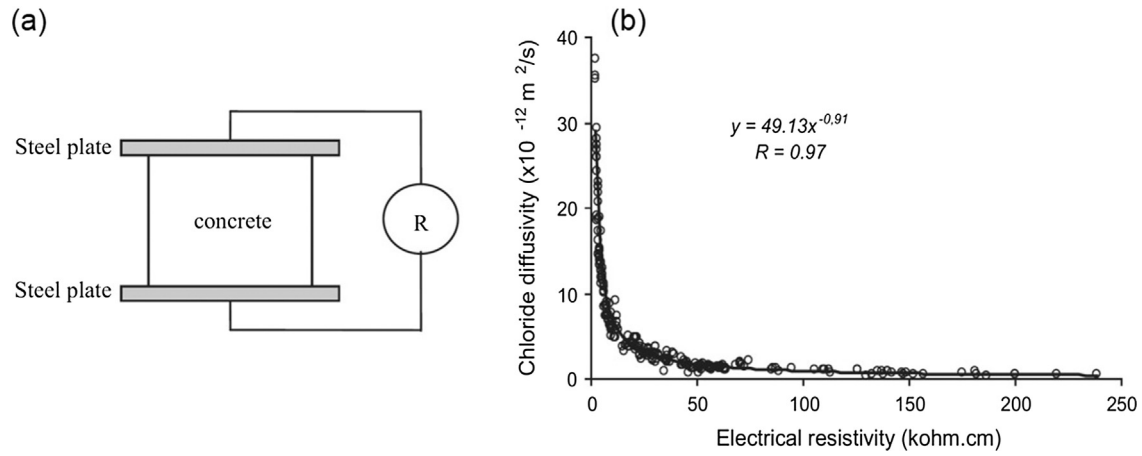 (a)
Steel plate
concrete
R
Steel plate
(b)
Chloride diffusivity (x10 -12 m 2/s)
40
30
20
10
0
y = 49.13x-0,91
R = 0.97
0 50 100 150 200 250
Electrical resistivity (kohm.cm)